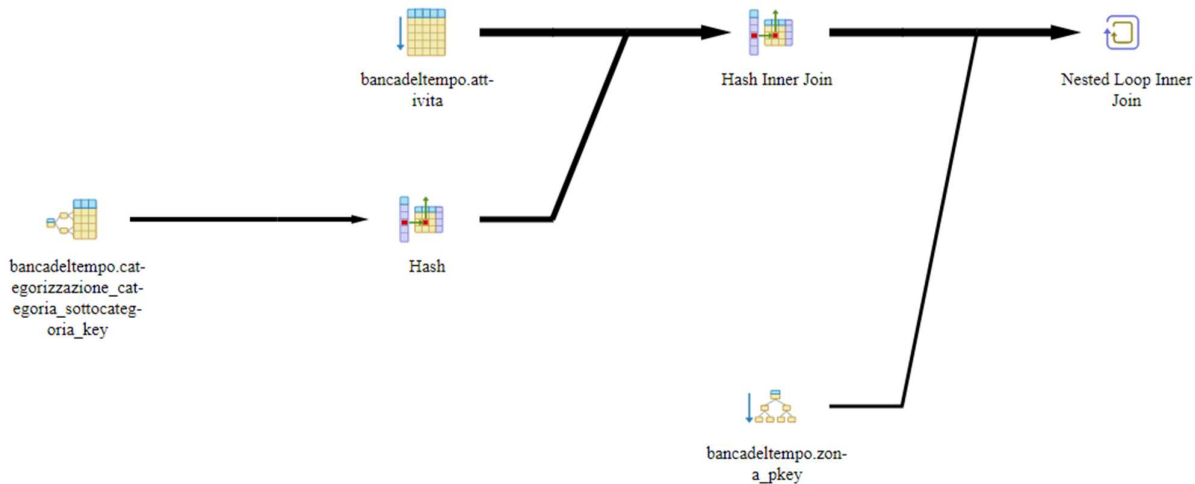 bancadeltempo.att-
ivita
Hash Inner Join
Nested Loop Inner
Join
bancadeltempo.cat-
egorizzazione_cat-
egoria_sottocateg-
oria_key
Hash
bancadeltempo.zon-
a_pkey